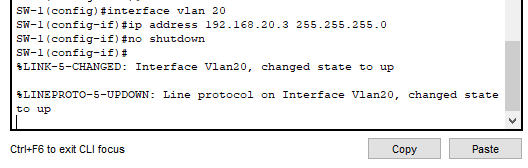 SW-1(config)#interface vlan 20
SW-1(config-if)#ip address 192.168.20.3 255.255.255.0
SW-1(config-if)#no shutdown
SW-1(config-if)#
%LINK-5-CHANGED: Interface Vlan20, changed state to up
%LINEPROTO-5-UPDOWN: Line protocol on Interface Vlan20, changed state
to up
Ctrl+F6 to exit CLI focus
Copy
Paste